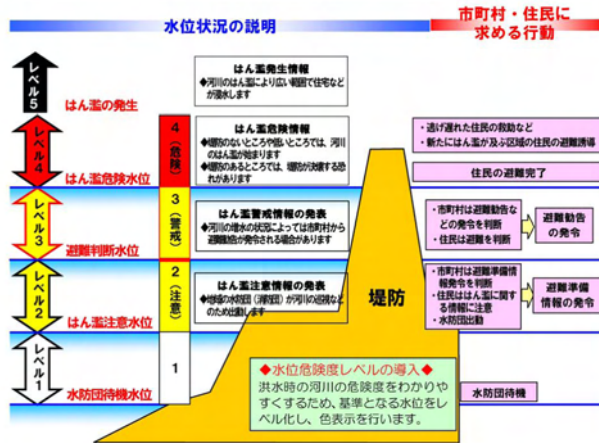 水位状況の説明
市町村・住民に
求める行動
レベル5
はん濫の発生
はん濫発生情報
◆河川のはん濫により広い範囲で住宅など
が浸水します
レベル4
はん濫危険水位
4（危険）
はん濫危険情報
◆堤防のないところや低いところでは、河川
のはん濫が始まります
◆堤防のあるところでは、堤防が決壊する恐
れがあります
・逃げ遅れた住民の救助など
・新たにはん濫が及ぶ区域の住民の避難誘導
住民の避難完了
レベル3
避難判断水位
3（警戒）
はん濫警戒情報の発表
◆河川の増水の状況によっては市町村から
避難勧告が発令される場合があります
・市町村は避難勧告な
どの発令を判断
・住民は避難を判断
避難勧告
の発令
レベル2
はん濫注意水位
2（注意）
はん濫注意情報の発表
◆地域の水防団（消防団）が河川の巡視など
のため出動します
・市町村は避難準備情
報発令を判断
・住民ははん濫に関す
る情報に注意
・水防団出動
避難準備
情報の発令
堤防
レベル1
水防団待機水位
1
◆水位危険度レベルの導入◆
洪水時の河川の危険度をわかり
やすくするため、基準となる水位をレ
ベル化し、色表示を行います。
水防団待機